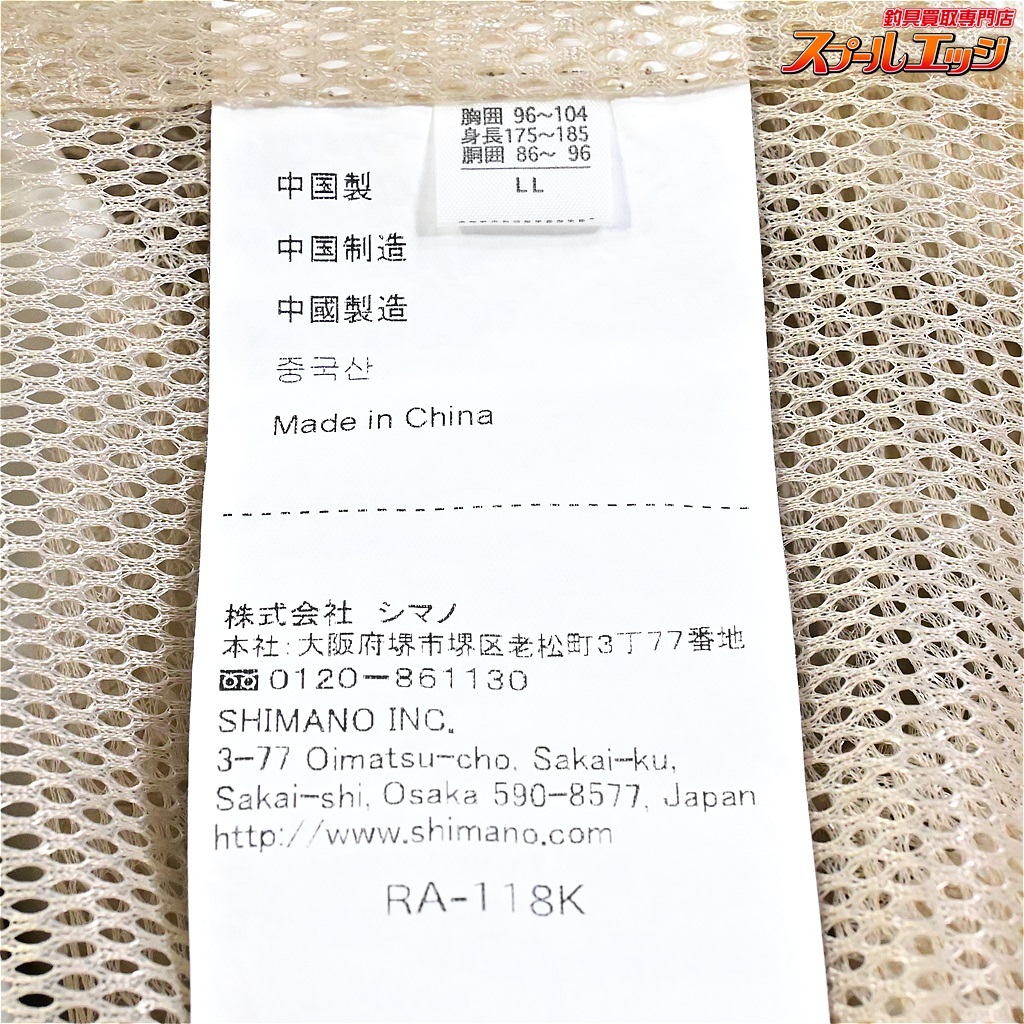 釣具買取専門店
スプールエッジ
胸囲 96～104
身長175～185
胴囲 86～ 96
LL
中国製
中国制造
中國製造
중국산
Made in China
株式会社 シマノ
本社:大阪府堺市堺区老松町3丁77番地
0120-861130
SHIMANO INC.
3-77 Oimatsu-cho, Sakai-ku,
Sakai-shi, Osaka 590-8577, Japan
http://www.shimano.com
RA-118K